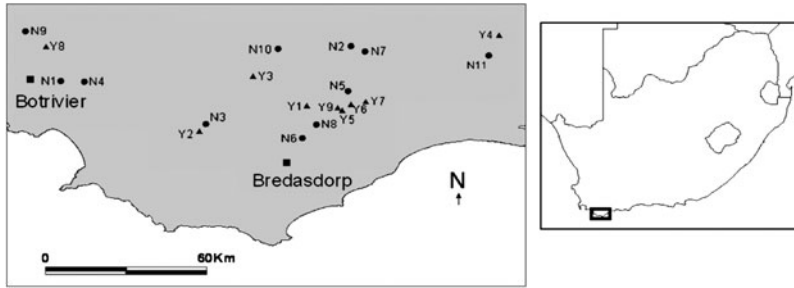 N9
Y8
N10
N2
N7
Y4
N11
Y3
N1
N4
N5
Botrivier
Y1
Y9
Y6
Y7
Y5
N3
Y2
N8
N6
Bredasdorp
N
0
60Km